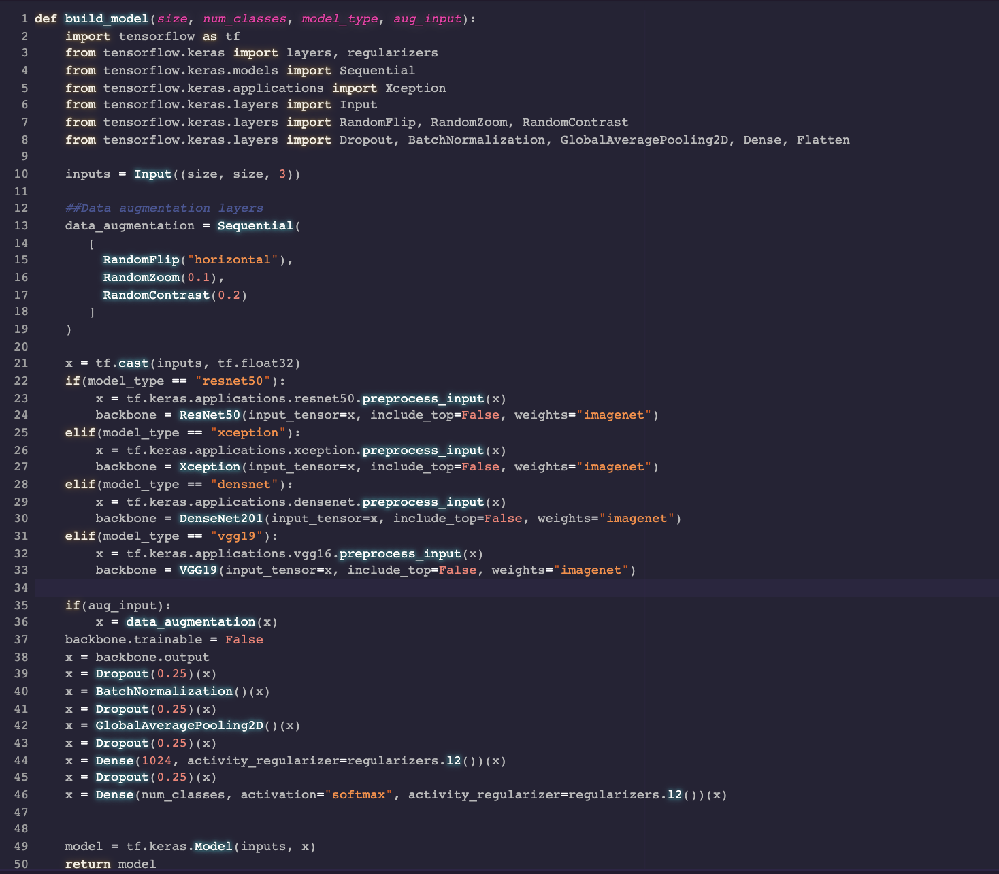 1 def build_model(size, num_classes, model_type, aug_input):
2     import tensorflow as tf
3     from tensorflow.keras import layers, regularizers
4     from tensorflow.keras.models import Sequential
5     from tensorflow.keras.applications import Xception
6     from tensorflow.keras.layers import Input
7     from tensorflow.keras.layers import RandomFlip, RandomZoom, RandomContrast
8     from tensorflow.keras.layers import Dropout, BatchNormalization, GlobalAveragePooling2D, Dense, Flatten
9
10     inputs = Input((size, size, 3))
11
12     ##Data augmentation layers
13     data_augmentation = Sequential(
14        [
15          RandomFlip("horizontal"),
16          RandomZoom(0.1),
17          RandomContrast(0.2)
18        ]
19     )
20
21     x = tf.cast(inputs, tf.float32)
22     if(model_type == "resnet50"):
23         x = tf.keras.applications.resnet50.preprocess_input(x)
24         backbone = ResNet50(input_tensor=x, include_top=False, weights="imagenet")
25     elif(model_type == "xception"):
26         x = tf.keras.applications.xception.preprocess_input(x)
27         backbone = Xception(input_tensor=x, include_top=False, weights="imagenet")
28     elif(model_type == "densnet"):
29         x = tf.keras.applications.densenet.preprocess_input(x)
30         backbone = DenseNet201(input_tensor=x, include_top=False, weights="imagenet")
31     elif(model_type == "vgg19"):
32         x = tf.keras.applications.vgg16.preprocess_input(x)
33         backbone = VGG19(input_tensor=x, include_top=False, weights="imagenet")
34
35     if(aug_input):
36         x = data_augmentation(x)
37     backbone.trainable = False
38     x = backbone.output
39     x = Dropout(0.25)(x)
40     x = BatchNormalization()(x)
41     x = Dropout(0.25)(x)
42     x = GlobalAveragePooling2D()(x)
43     x = Dropout(0.25)(x)
44     x = Dense(1024, activity_regularizer=regularizers.l2())(x)
45     x = Dropout(0.25)(x)
46     x = Dense(num_classes, activation="softmax", activity_regularizer=regularizers.l2())(x)
47
48
49     model = tf.keras.Model(inputs, x)
50     return model